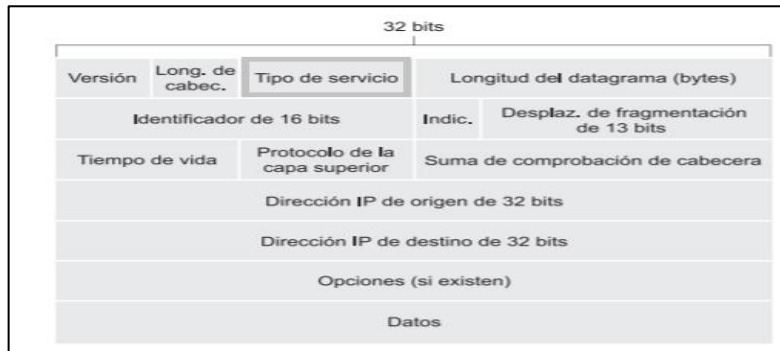 32 bits
Versión
Long. de
cabec.
Tipo de servicio
Longitud del datagrama (bytes)
Identificador de 16 bits
Indic.
Desplaz. de fragmentación
de 13 bits
Tiempo de vida
Protocolo de la
capa superior
Suma de comprobación de cabecera
Dirección IP de origen de 32 bits
Dirección IP de destino de 32 bits
Opciones (si existen)
Datos